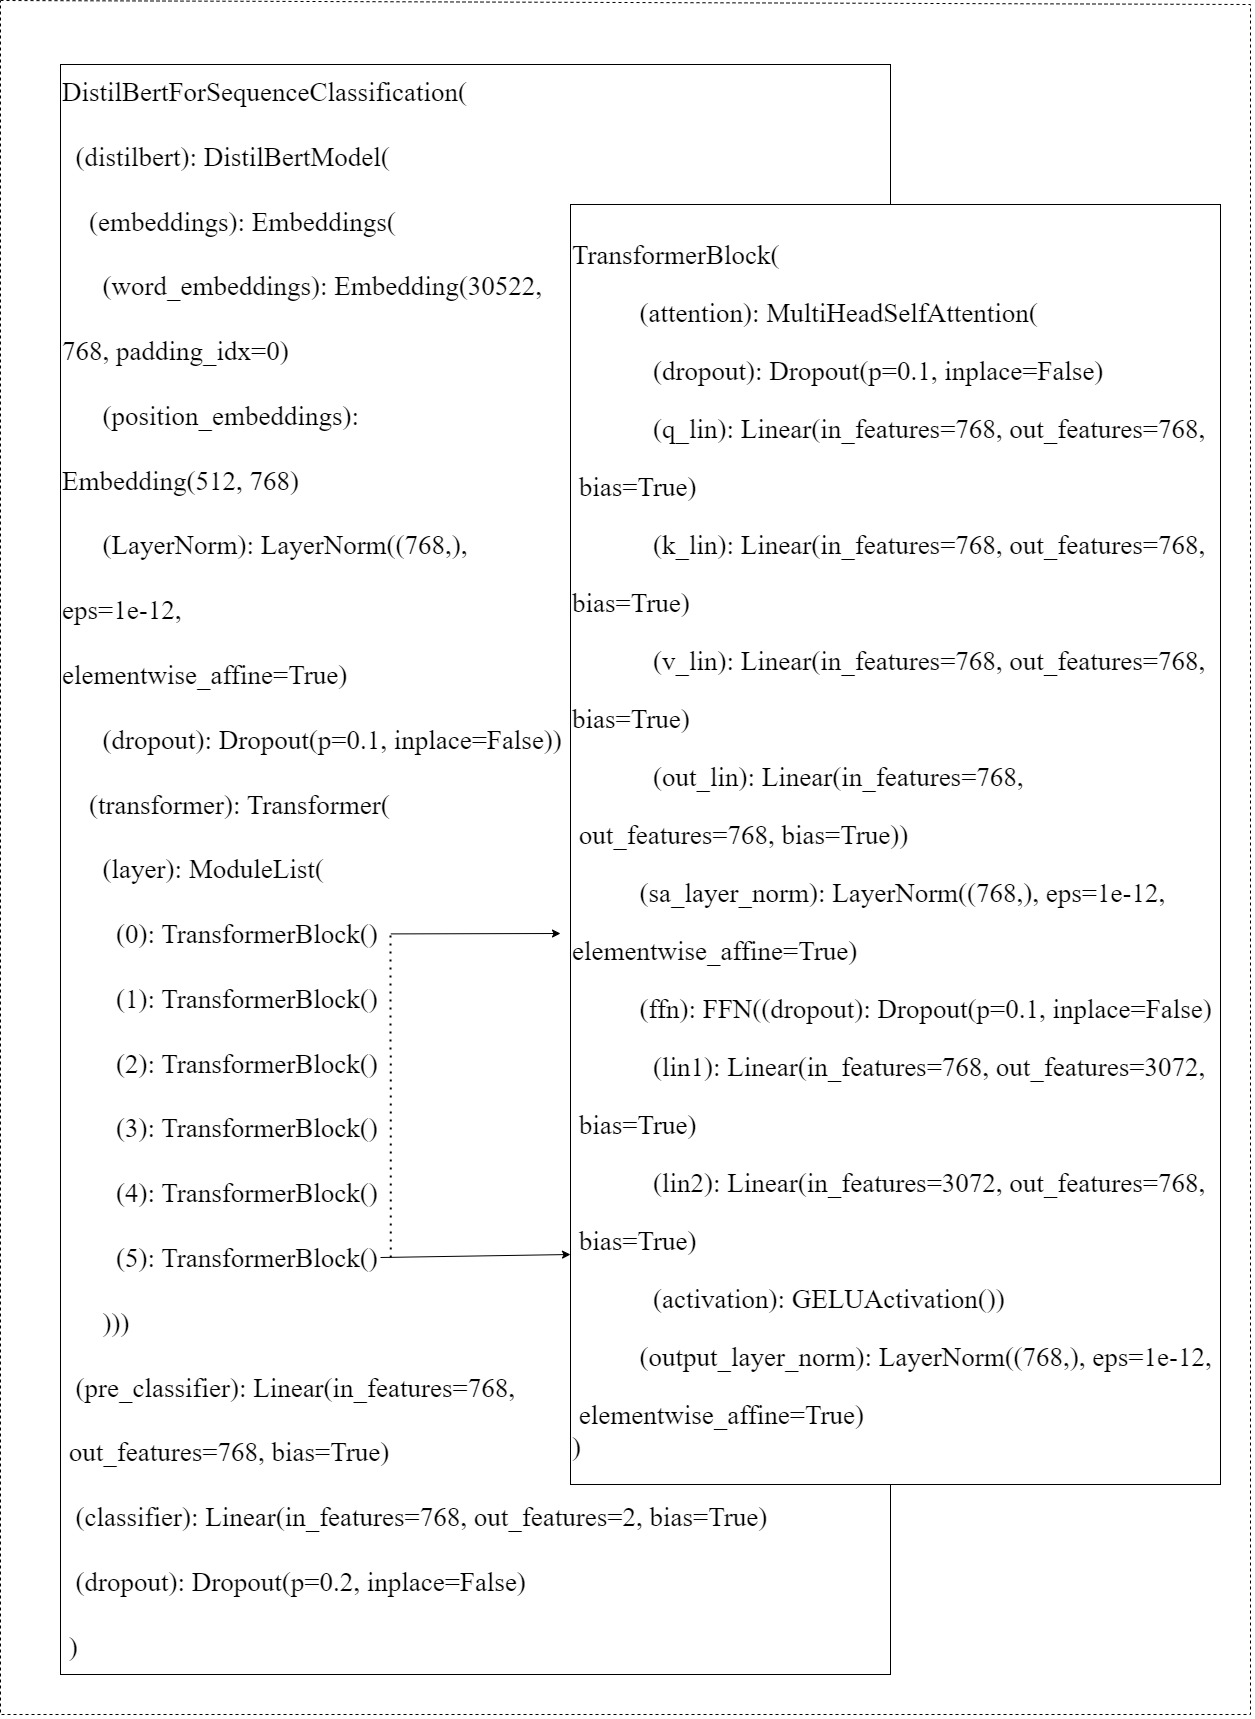 DistilBertForSequenceClassification(
(distilbert): DistilBertModel(
(embeddings): Embeddings(
(word_embeddings): Embedding(30522,
768, padding_idx=0)
(position_embeddings):
Embedding(512, 768)
(LayerNorm): LayerNorm((768,),
eps=1e-12,
elementwise_affine=True)
(dropout): Dropout(p=0.1, inplace=False))
(transformer): Transformer(
(layer): ModuleList(
(0): TransformerBlock()
(1): TransformerBlock()
(2): TransformerBlock()
(3): TransformerBlock()
(4): TransformerBlock()
(5): TransformerBlock()
)))
(pre_classifier): Linear(in_features=768,
out_features=768, bias=True)
(classifier): Linear(in_features=768, out_features=2, bias=True)
(dropout): Dropout(p=0.2, inplace=False)
)
TransformerBlock(
(attention): MultiHeadSelfAttention(
(dropout): Dropout(p=0.1, inplace=False)
(q_lin): Linear(in_features=768, out_features=768,
bias=True)
(k_lin): Linear(in_features=768, out_features=768,
bias=True)
(v_lin): Linear(in_features=768, out_features=768,
bias=True)
(out_lin): Linear(in_features=768,
out_features=768, bias=True))
(sa_layer_norm): LayerNorm((768,), eps=1e-12,
elementwise_affine=True)
(ffn): FFN((dropout): Dropout(p=0.1, inplace=False)
(lin1): Linear(in_features=768, out_features=3072,
bias=True)
(lin2): Linear(in_features=3072, out_features=768,
bias=True)
(activation): GELUActivation())
(output_layer_norm): LayerNorm((768,), eps=1e-12,
elementwise_affine=True)
)